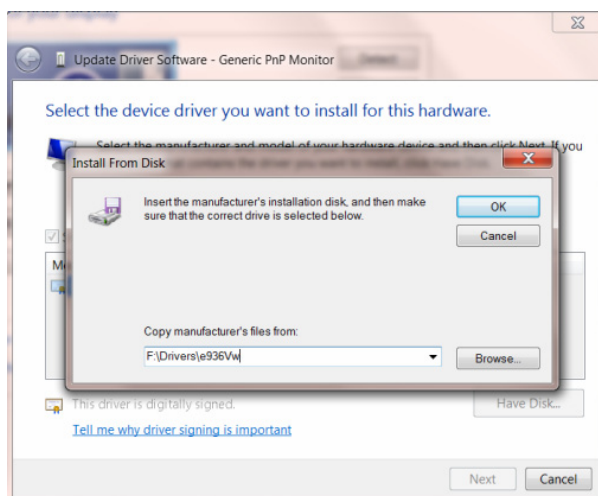 Update Driver Software - Generic PnP Monitor
Select the device driver you want to install for this hardware.
Select the manufacturer and model of your hardware device and then click Next. If you
Install From Disk
Insert the manufacturer's installation disk, and then make
sure that the correct drive is selected below.
OK
Cancel
Copy manufacturer's files from:
F:\Drivers\e936Vw
Browse...
This driver is digitally signed.
Have Disk...
Tell me why driver signing is important
Next
Cancel